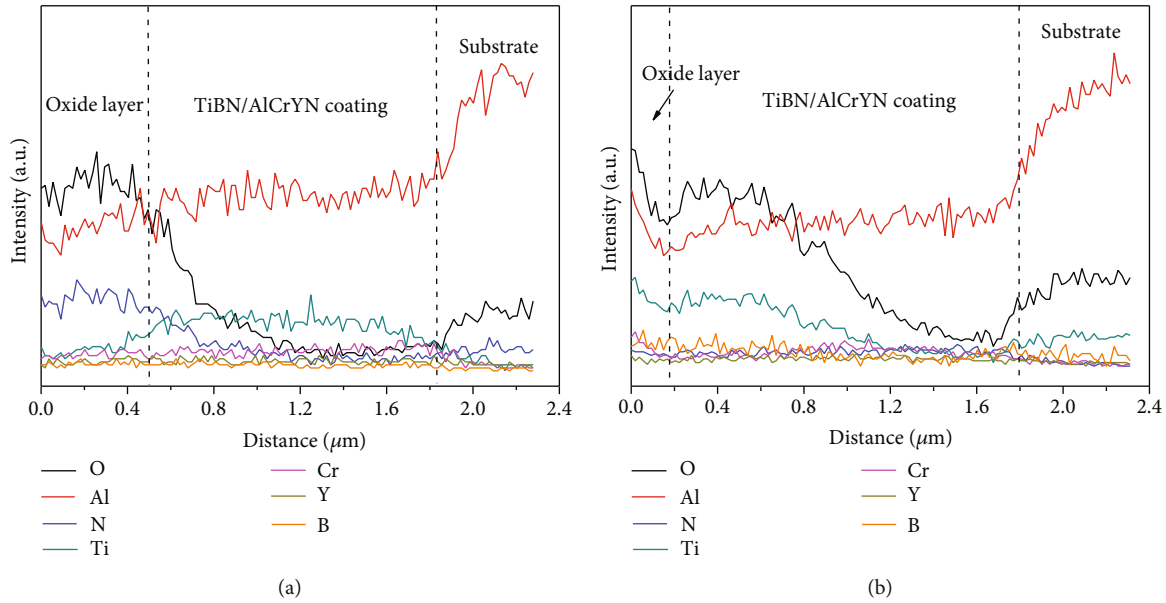 Substrate
Oxide layer
TiBN/AlCrYN coating
Intensity (a.u.)
0.0 0.4 0.8 1.2 1.6 2.0 2.4
Distance (μm)
O
Al
N
Ti
Cr
Y
B
(a)
Substrate
Oxide layer
TiBN/AlCrYN coating
Intensity (a.u.)
0.0 0.4 0.8 1.2 1.6 2.0 2.4
Distance (μm)
O
Al
N
Ti
Cr
Y
B
(b)